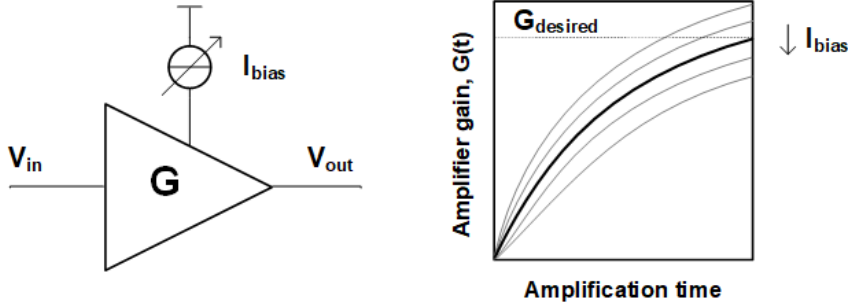 I_bias
V_in
G
V_out
G_desired
I_bias
Amplifier gain, G(t)
Amplification time